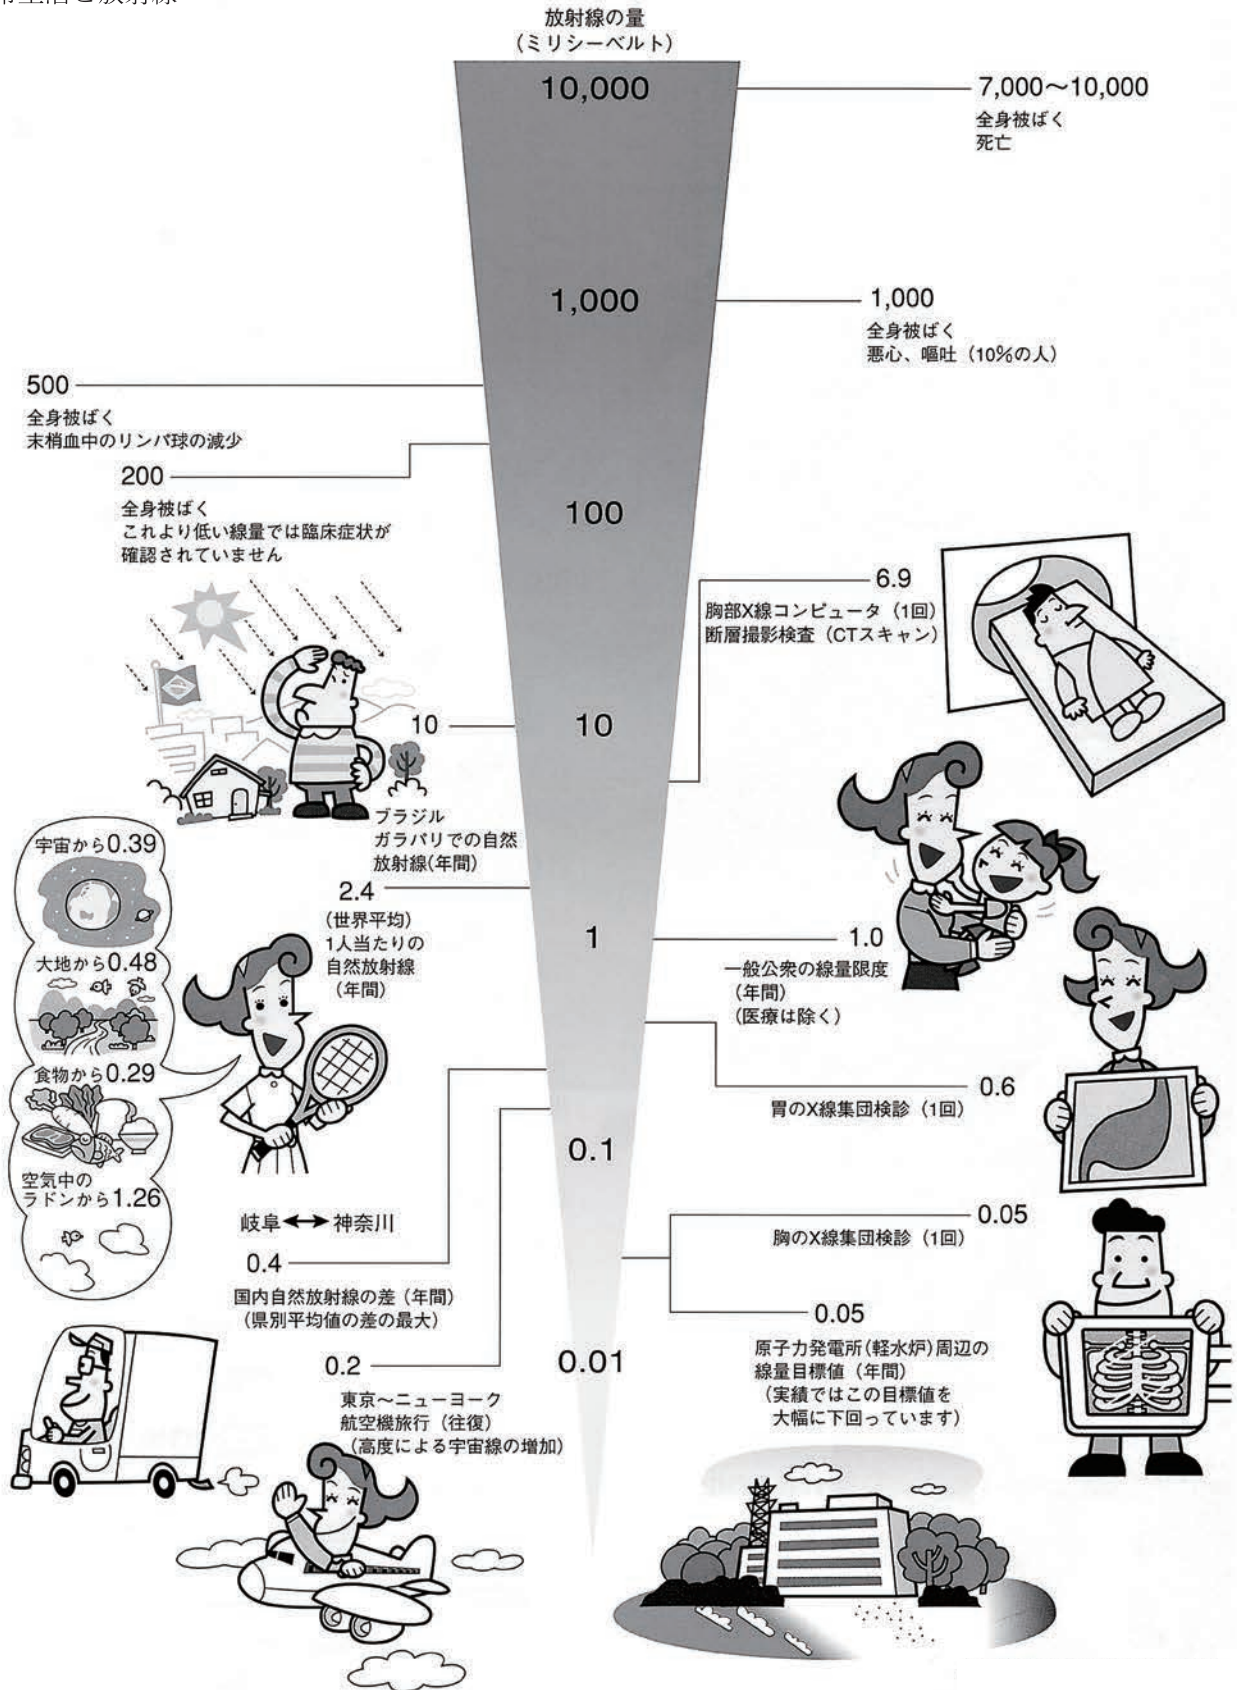 放射線の量
(ミリシーベルト)
10,000
7,000〜10,000
全身被ばく
死亡
1,000
1,000
全身被ばく
悪心、嘔吐(10%の人)
500
全身被ばく
末梢血中のリンパ球の減少
200
全身被ばく
これより低い線量では臨床症状が
確認されていません
100
6.9
胸部X線コンピュータ(1回)
断層撮影検査(CTスキャン)
10
10
ブラジル
ガラパリでの自然
放射線(年間)
宇宙から0.39
大地から0.48
食物から0.29
空気中の
ラドンから1.26
2.4
(世界平均)
1人当たりの
自然放射線
(年間)
1
1.0
一般公衆の線量限度
(年間)
(医療は除く)
0.6
胃のX線集団検診(1回)
0.1
岐阜⟷神奈川
0.4
国内自然放射線の差(年間)
(県別平均値の差の最大)
0.05
胸のX線集団検診(1回)
0.05
原子力発電所(軽水炉)周辺の
線量目標値(年間)
(実績ではこの目標値を
大幅に下回っています)
0.01
0.2
東京〜ニューヨーク
航空機旅行(往復)
(高度による宇宙線の増加)